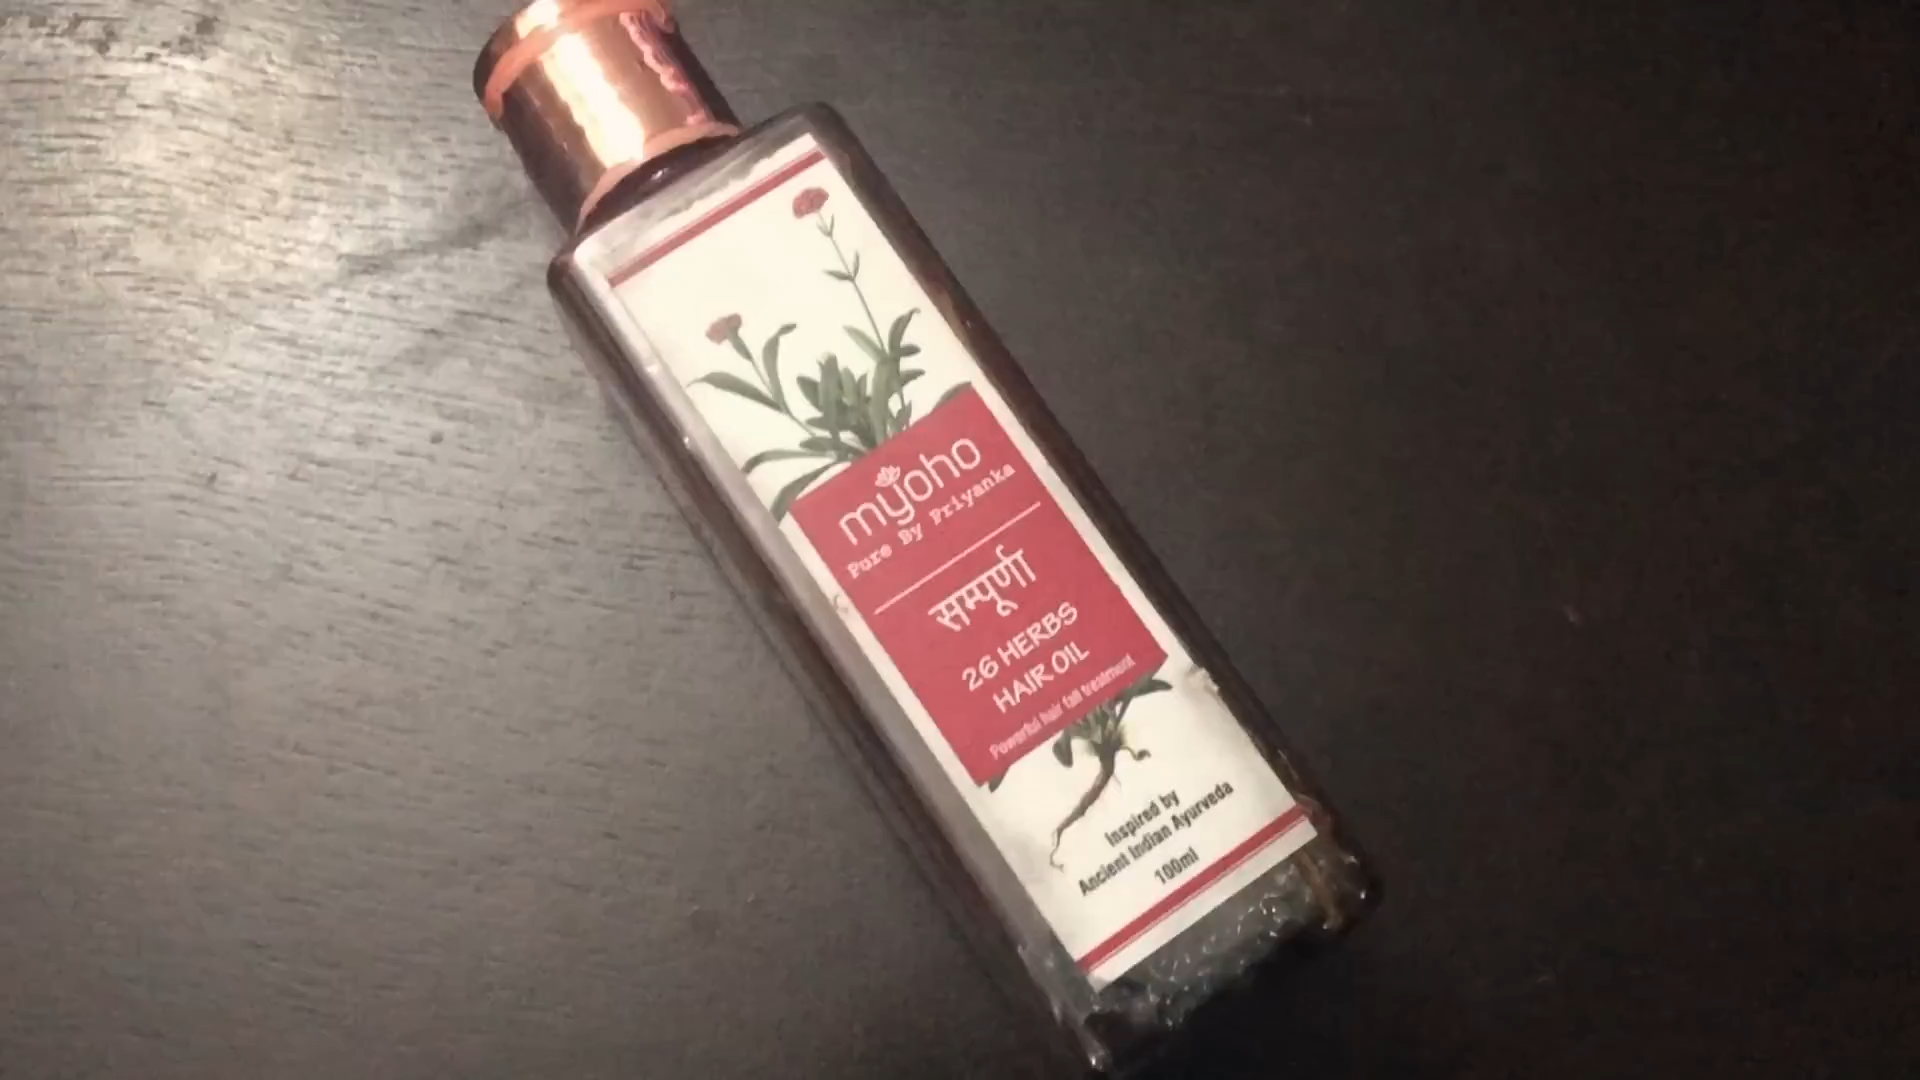 myoho
Pure By Priyanka
सम्पूर्णा
26 HERBS
HAIR OIL
Powerful hair fall treatment
Inspired by
Ancient Indian Ayurveda
100ml